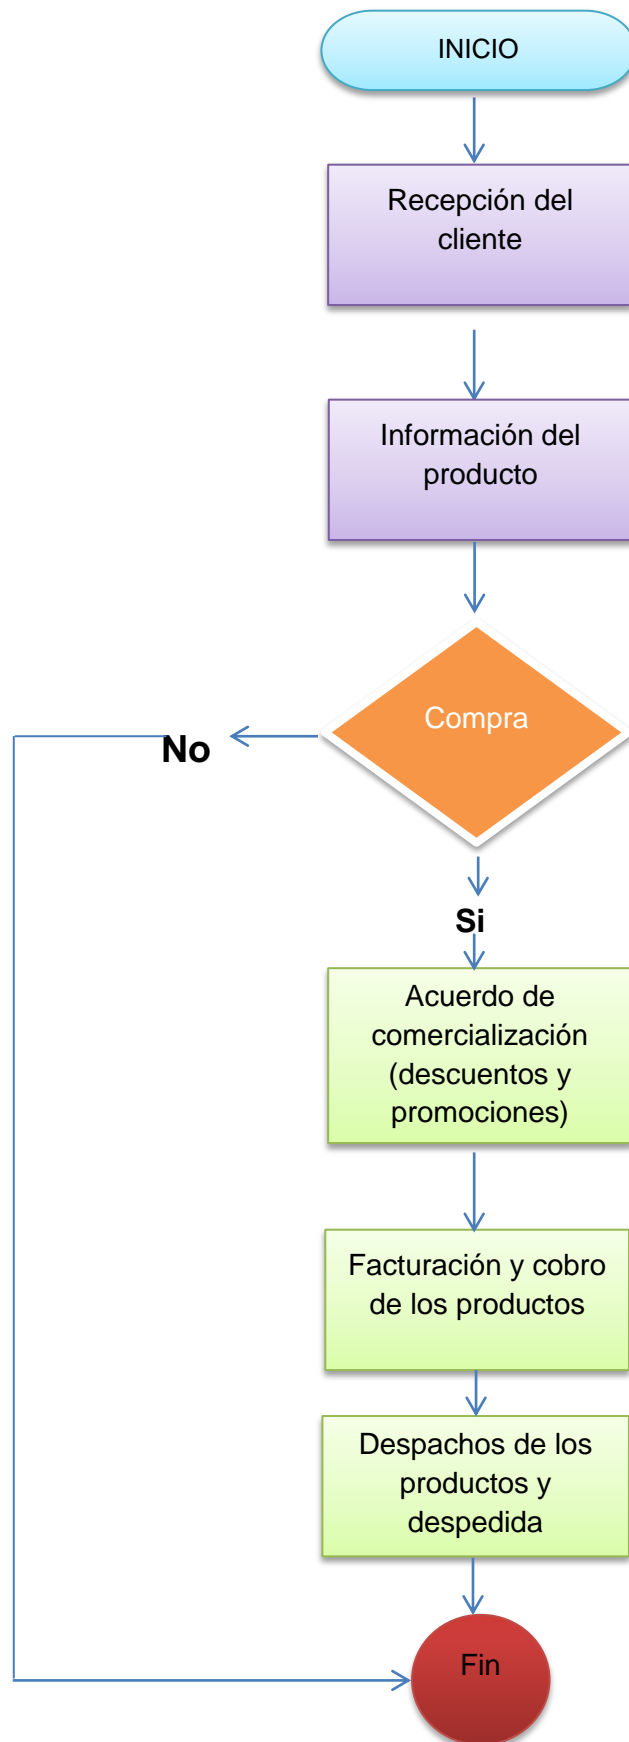 INICIO
Recepción del
cliente
Información del
producto
Compra
No
Si
Acuerdo de
comercialización
(descuentos y
promociones)
Facturación y cobro
de los productos
Despachos de los
productos y
despedida
Fin